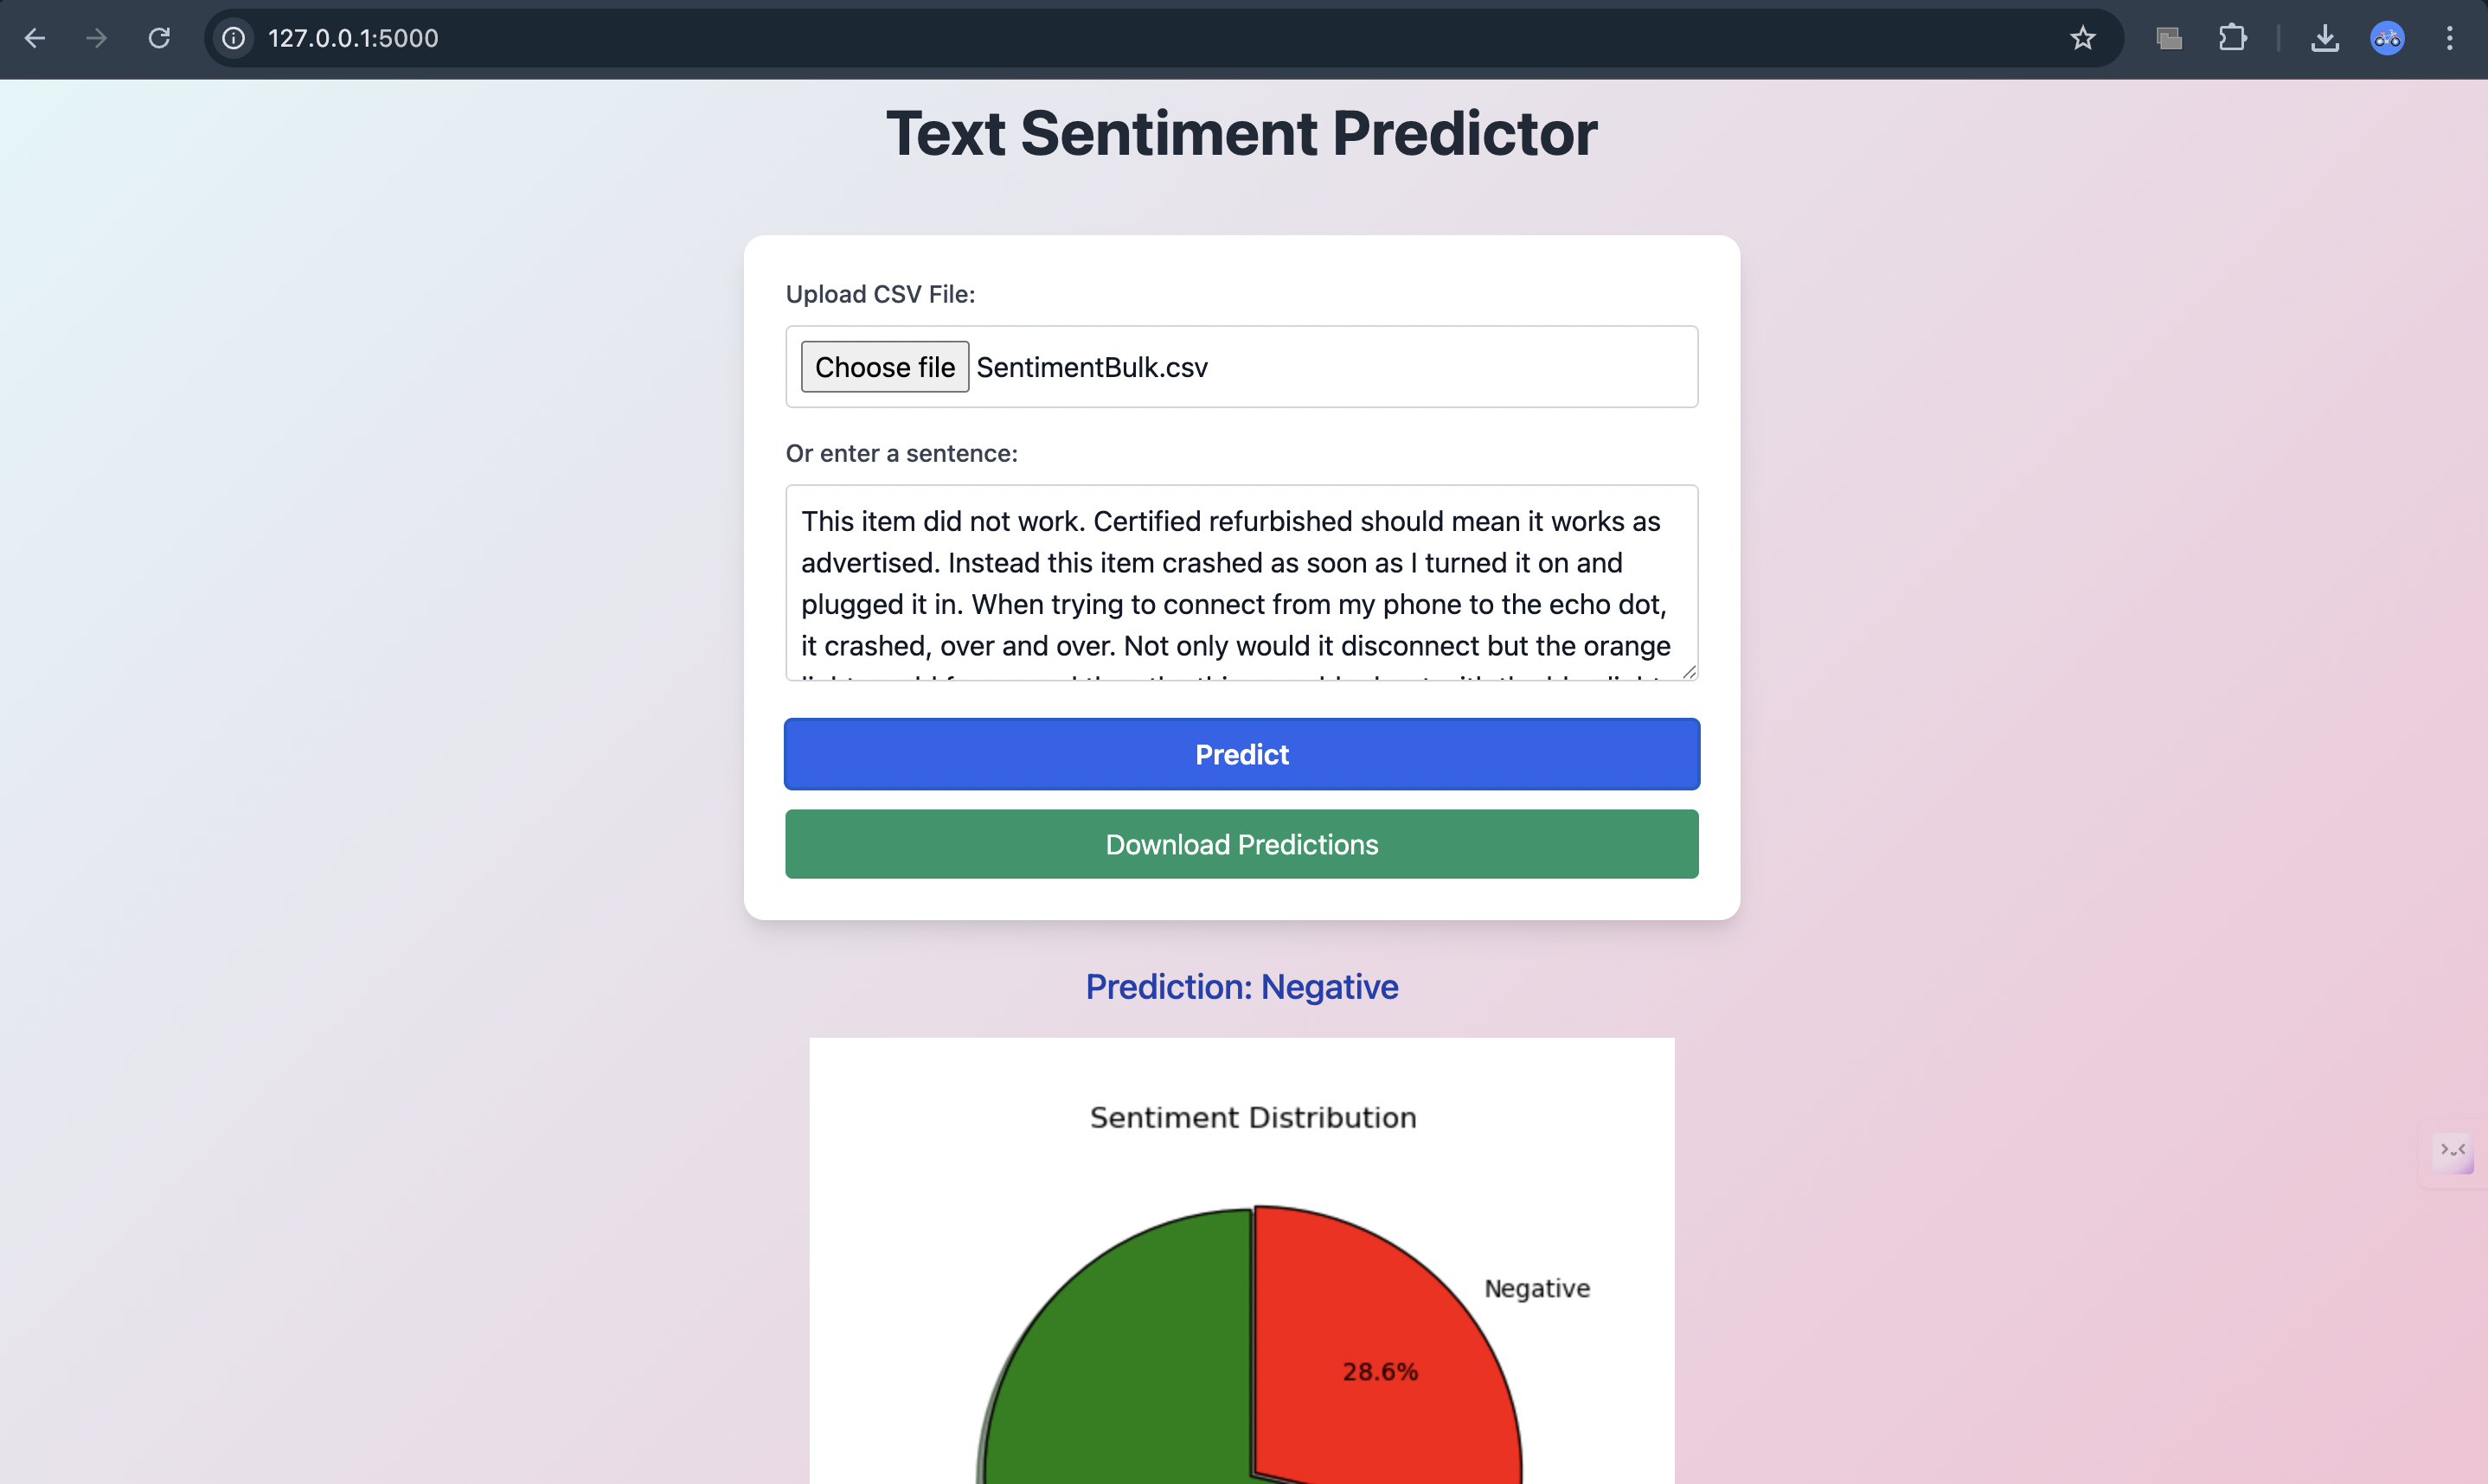 127.0.0.1:5000
Text Sentiment Predictor
Upload CSV File:
Choose file SentimentBulk.csv
Or enter a sentence:
This item did not work. Certified refurbished should mean it works as
advertised. Instead this item crashed as soon as I turned it on and
plugged it in. When trying to connect from my phone to the echo dot,
it crashed, over and over. Not only would it disconnect but the orange
Predict
Download Predictions
Prediction: Negative
Sentiment Distribution
Negative
28.6%